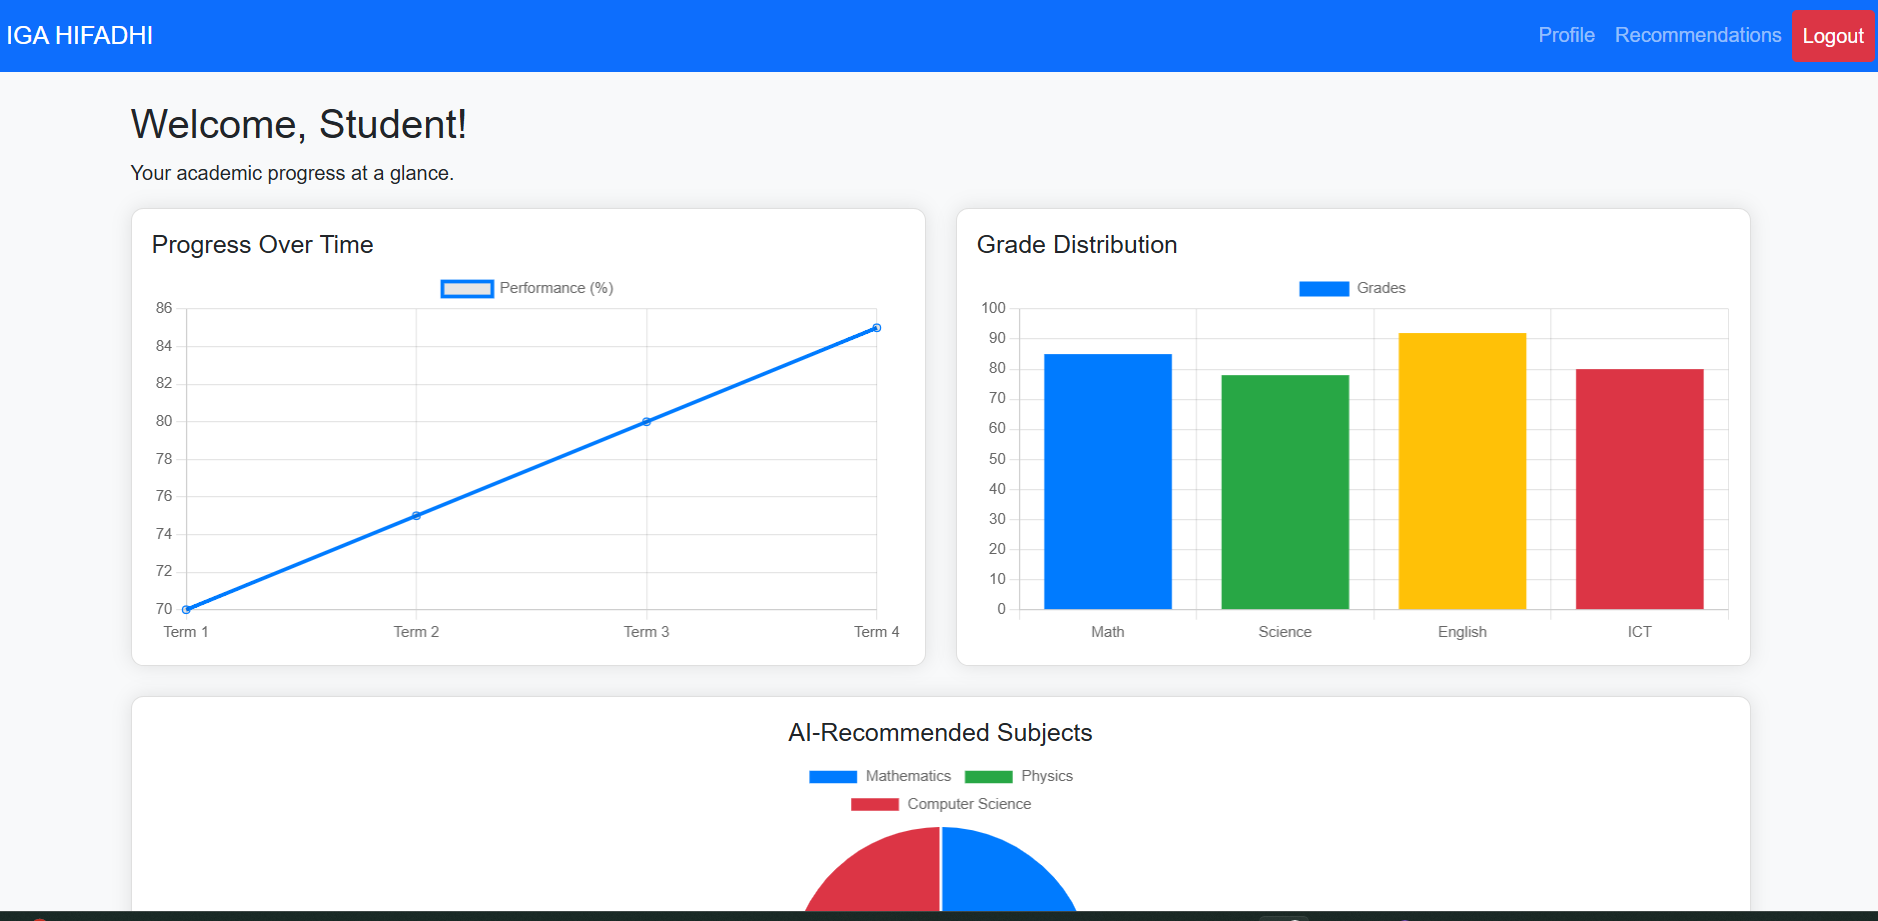 IGA HIFADHI
Profile Recommendations Logout
Welcome, Student!
Your academic progress at a glance.
Progress Over Time
Performance (%)
86
84
82
80
78
76
74
72
70
Term 1 Term 2 Term 3 Term 4
Grade Distribution
Grades
100
90
80
70
60
50
40
30
20
10
0
Math Science English ICT
AI-Recommended Subjects
Mathematics Physics
Computer Science